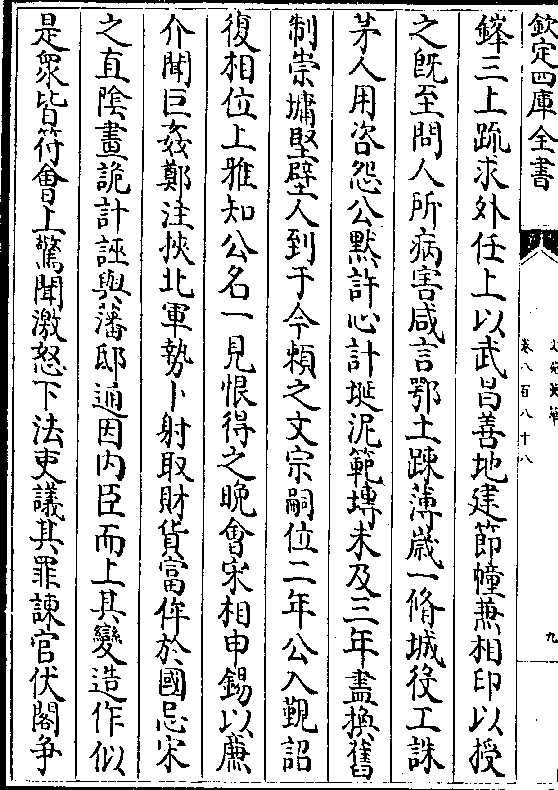 欽定四庫全書
文苑英華
卷八百八十八
九
鋒三上䟽求外任上以武昌善地建節幢兼相印以授
之既至問人所病害咸言鄂土踈薄歲一脩城役工誅
茅人用咨怨公默許心計埏泥範塼未及三年盡換舊
制崇墉堅壁人到于今頼之文宗嗣位二年公入覲詔
復相位上雅知公名一見恨得之晚會宋相申錫以亷
介聞巨姦鄭注挾北軍勢卜射取財貨富侔於國忌宋
之直陰畫詭計誣與藩邸通因内臣而上其變造作似
是衆皆符會上驚聞激怒下法吏議其罪諫官伏閣争